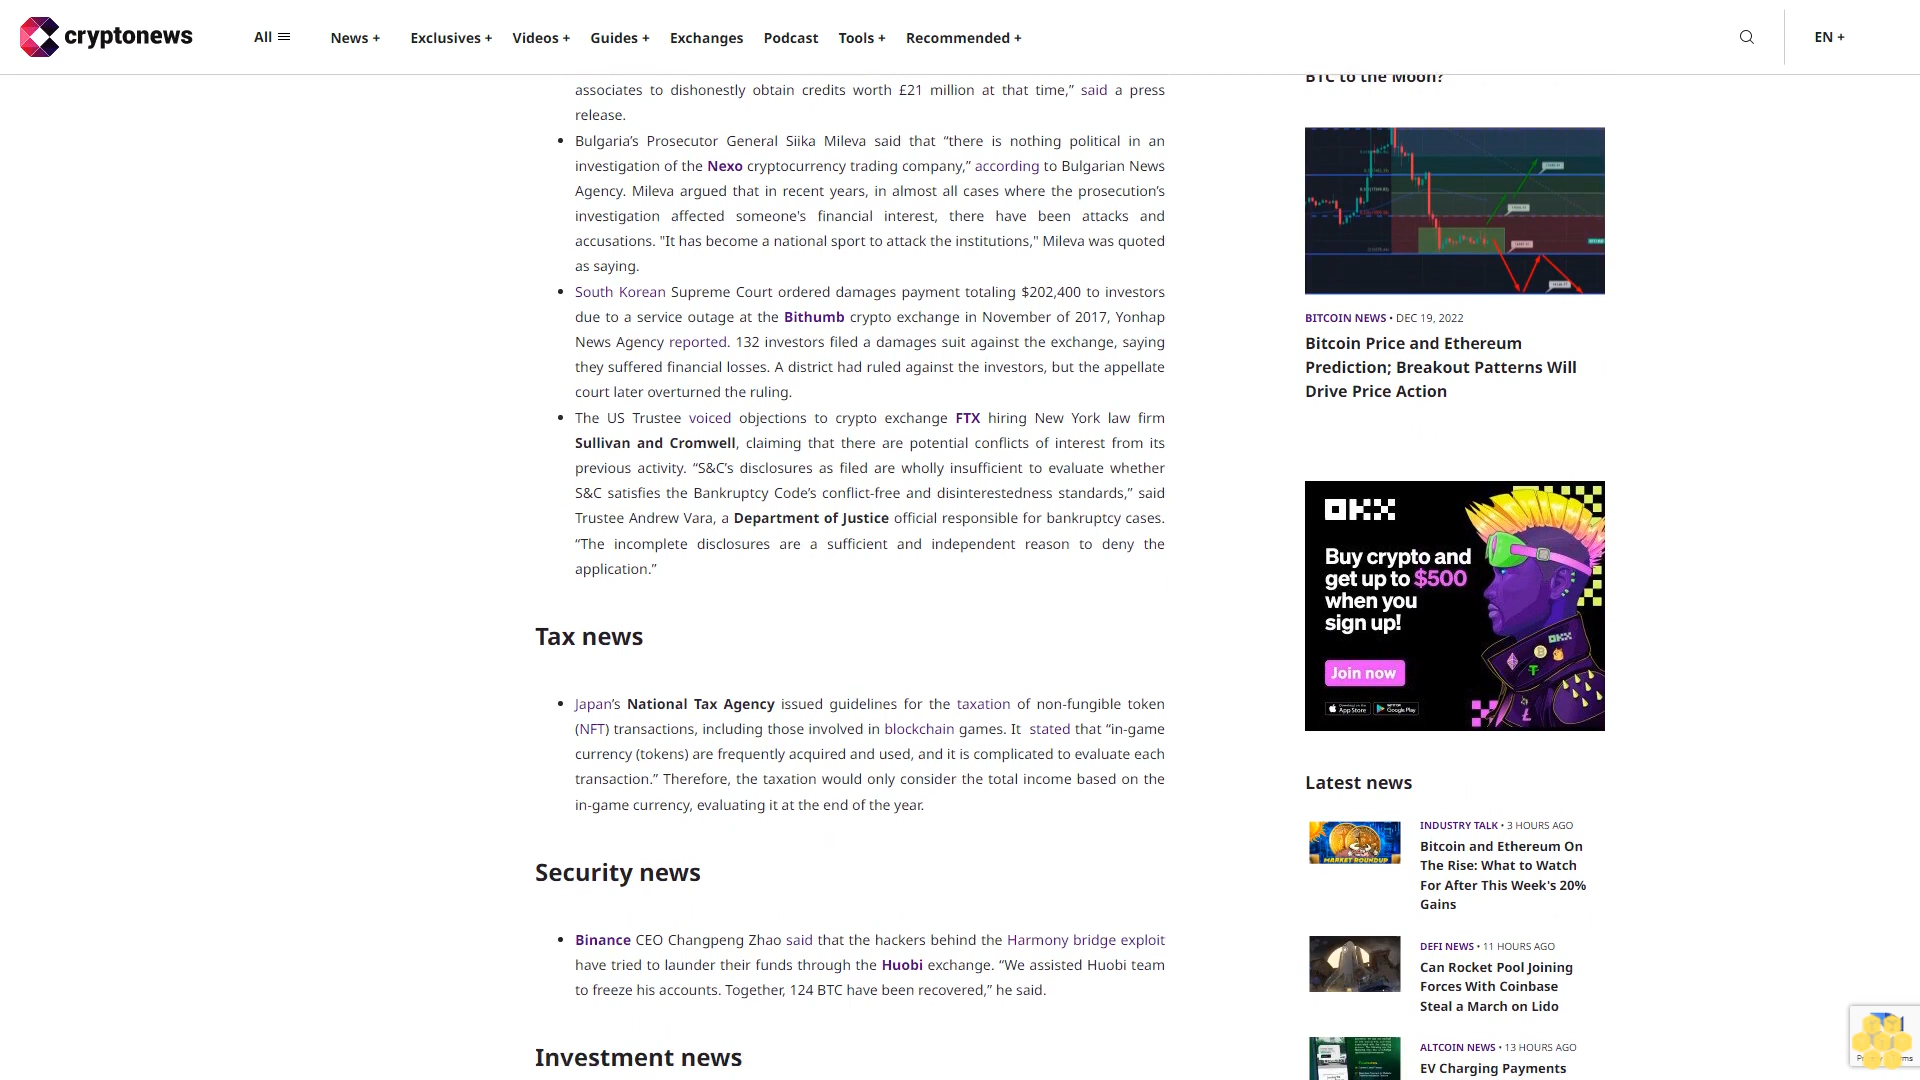 cryptonews
All
News +
Exclusives +
Videos +
Guides +
Exchanges
Podcast
Tools +
Recommended +
EN +
associates to dishonestly obtain credits worth £21 million at that time,” said a press
release.
Bulgaria’s Prosecutor General Siika Mileva said that “there is nothing political in an
investigation of the Nexo cryptocurrency trading company,” according to Bulgarian News
Agency. Mileva argued that in recent years, in almost all cases where the prosecution’s
investigation affected someone's financial interest, there have been attacks and
accusations. "It has become a national sport to attack the institutions," Mileva was quoted
as saying.
South Korean Supreme Court ordered damages payment totaling $202,400 to investors
due to a service outage at the Bithumb crypto exchange in November of 2017, Yonhap
News Agency reported. 132 investors filed a damages suit against the exchange, saying
they suffered financial losses. A district had ruled against the investors, but the appellate
court later overturned the ruling.
The US Trustee voiced objections to crypto exchange FTX hiring New York law firm
Sullivan and Cromwell, claiming that there are potential conflicts of interest from its
previous activity. “S&C’s disclosures as filed are wholly insufficient to evaluate whether
S&C satisfies the Bankruptcy Code’s conflict-free and disinterestedness standards,” said
Trustee Andrew Vara, a Department of Justice official responsible for bankruptcy cases.
“The incomplete disclosures are a sufficient and independent reason to deny the
application.”
Tax news
Japan’s National Tax Agency issued guidelines for the taxation of non-fungible token
(NFT) transactions, including those involved in blockchain games. It stated that “in-game
currency (tokens) are frequently acquired and used, and it is complicated to evaluate each
transaction.” Therefore, the taxation would only consider the total income based on the
in-game currency, evaluating it at the end of the year.
Security news
Binance CEO Changpeng Zhao said that the hackers behind the Harmony bridge exploit
have tried to launder their funds through the Huobi exchange. “We assisted Huobi team
to freeze his accounts. Together, 124 BTC have been recovered,” he said.
Investment news
BTC to the Moon?
BITCOIN NEWS • DEC 19, 2022
Bitcoin Price and Ethereum
Prediction; Breakout Patterns Will
Drive Price Action
OKX
Buy crypto and
get up to $500
when you
sign up!
Join now
App Store
Google Play
OKX
Latest news
MARKET ROUNDUP
INDUSTRY TALK • 3 HOURS AGO
Bitcoin and Ethereum On
The Rise: What to Watch
For After This Week's 20%
Gains
DEFI NEWS • 11 HOURS AGO
Can Rocket Pool Joining
Forces With Coinbase
Steal a March on Lido
ALTCOIN NEWS • 13 HOURS AGO
EV Charging Payments